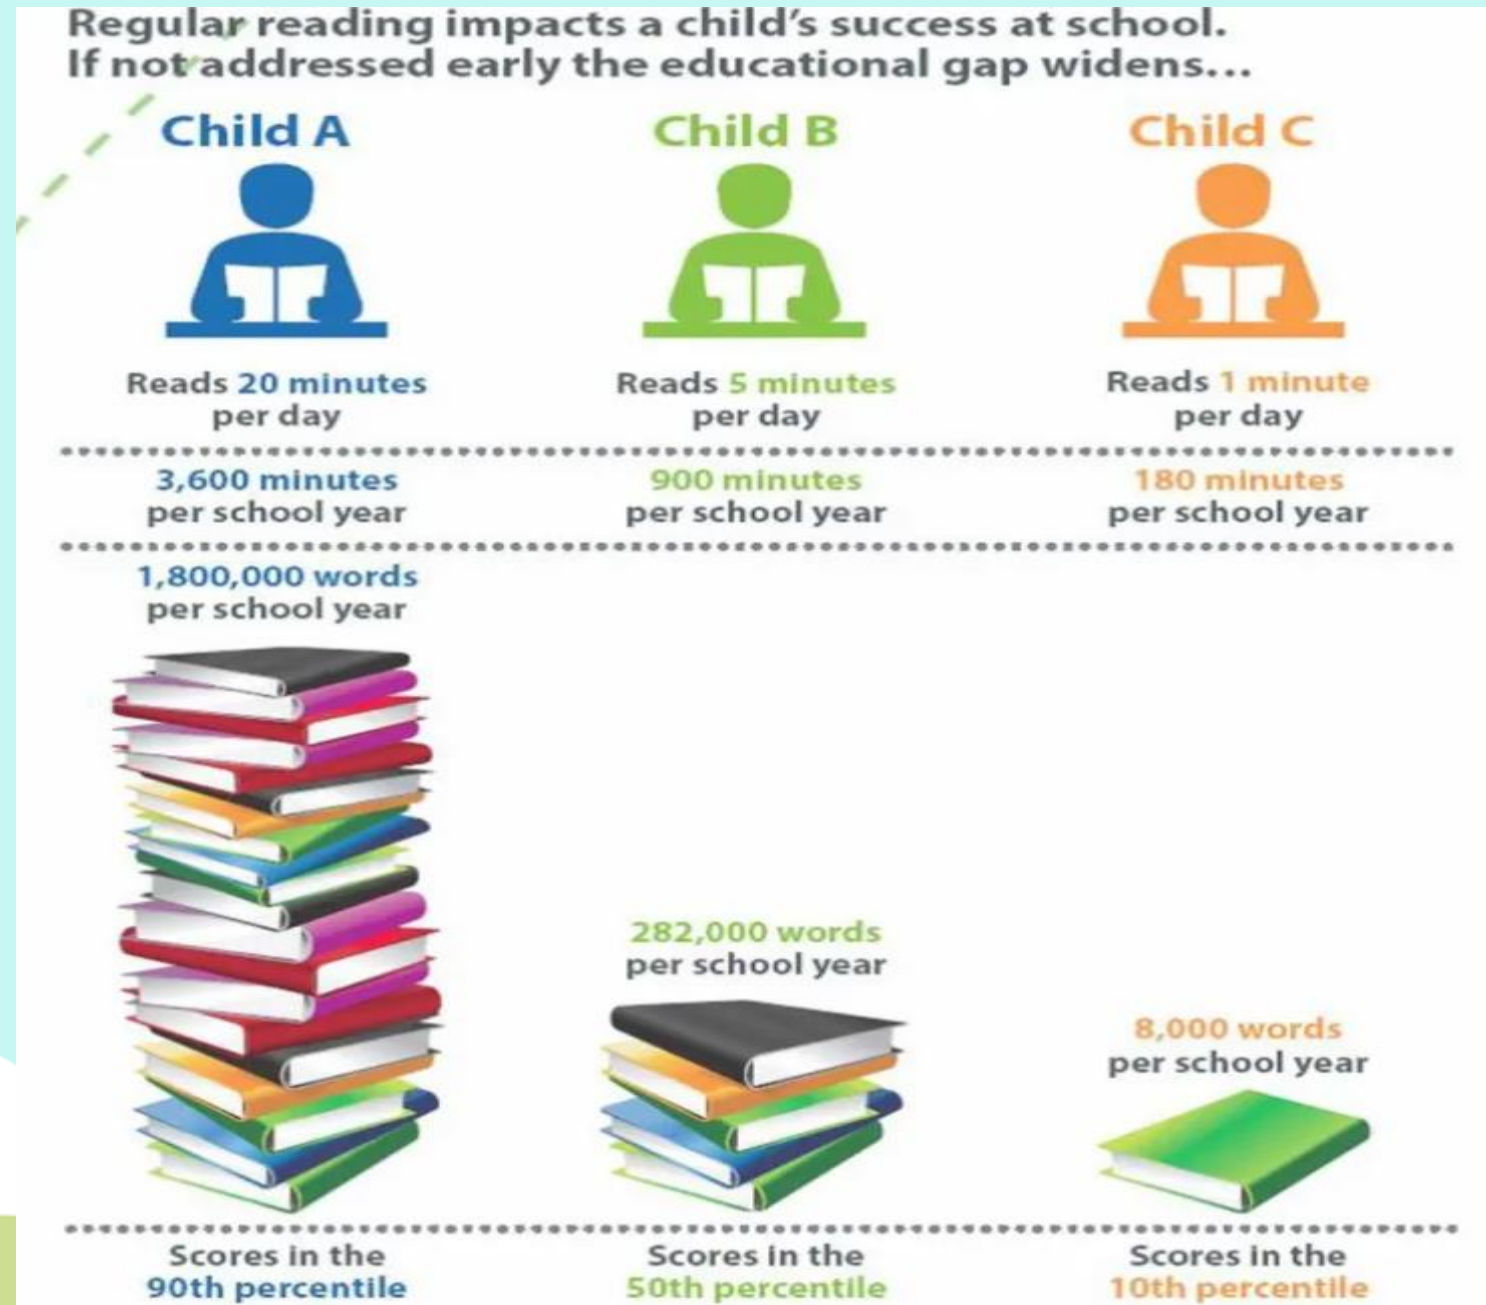 Regular reading impacts a child's success at school.
If not addressed early the educational gap widens...
Child A
Child B
Child C
Reads 20 minutes
per day
Reads 5 minutes
per day
Reads 1 minute
per day
3,600 minutes
per school year
900 minutes
per school year
180 minutes
per school year
1,800,000 words
per school year
282,000 words
per school year
8,000 words
per school year
Scores in the
90th percentile
Scores in the
50th percentile
Scores in the
10th percentile